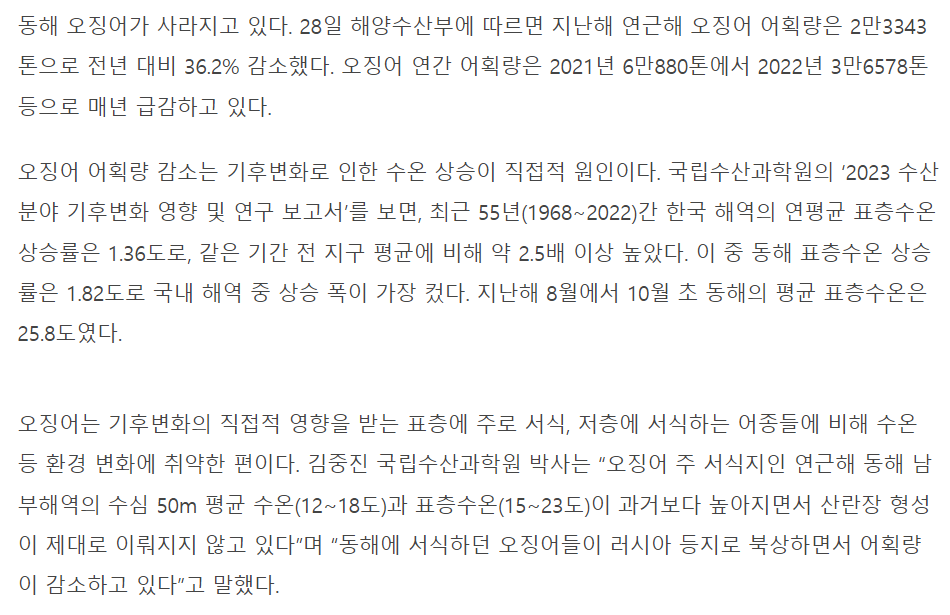 동해 오징어가 사라지고 있다. 28일 해양수산부에 따르면 지난해 연근해 오징어 어획량은 2만3343
톤으로 전년 대비 36.2% 감소했다. 오징어 연간 어획량은 2021년 6만880톤에서 2022년 3만6578톤
등으로 매년 급감하고 있다.
오징어 어획량 감소는 기후변화로 인한 수온 상승이 직접적 원인이다. 국립수산과학원의 ‘2023 수산
분야 기후변화 영향 및 연구 보고서’를 보면, 최근 55년(1968~2022)간 한국 해역의 연평균 표층수온
상승률은 1.36도로, 같은 기간 전 지구 평균에 비해 약 2.5배 이상 높았다. 이 중 동해 표층수온 상승
률은 1.82도로 국내 해역 중 상승 폭이 가장 컸다. 지난해 8월에서 10월 초 동해의 평균 표층수온은
25.8도였다.
오징어는 기후변화의 직접적 영향을 받는 표층에 주로 서식, 저층에 서식하는 어종들에 비해 수온
등 환경 변화에 취약한 편이다. 김중진 국립수산과학원 박사는 “오징어 주 서식지인 연근해 동해 남
부해역의 수심 50m 평균 수온(12~18도)과 표층수온(15~23도)이 과거보다 높아지면서 산란장 형성
이 제대로 이뤄지지 않고 있다”며 “동해에 서식하던 오징어들이 러시아 등지로 북상하면서 어획량
이 감소하고 있다”고 말했다.